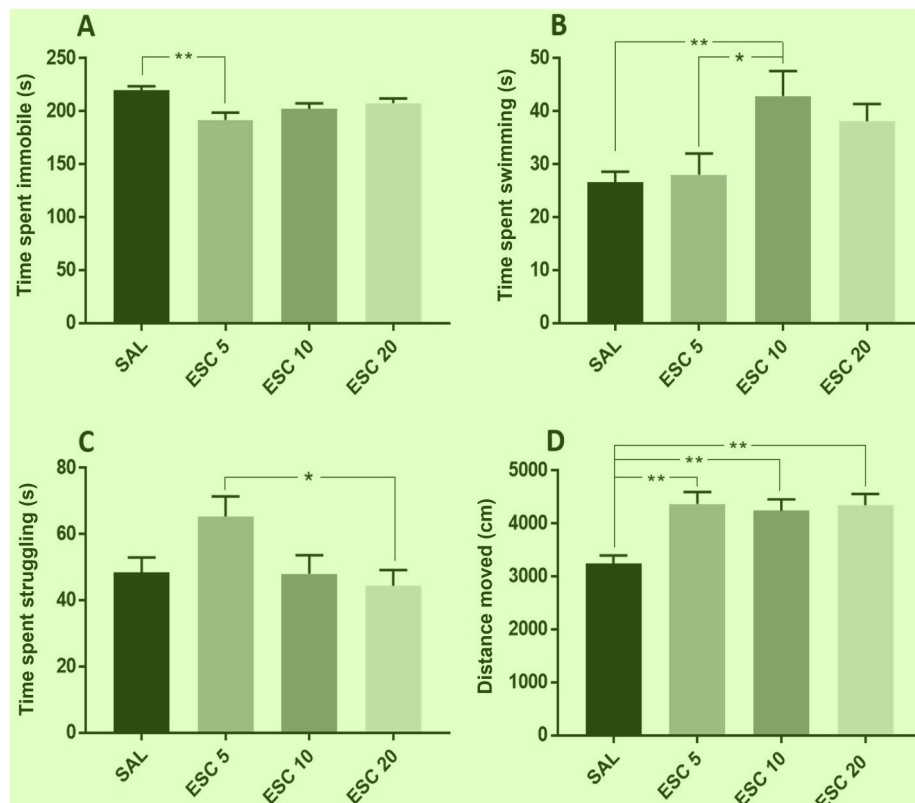 A
Time spent immobile (s)
250
200
150
100
50
0
**
SAL
ESC 5
ESC 10
ESC 20
B
Time spent swimming (s)
50
40
30
20
10
0
**
*
SAL
ESC 5
ESC 10
ESC 20
C
Time spent struggling (s)
80
60
40
20
0
*
SAL
ESC 5
ESC 10
ESC 20
D
Distance moved (cm)
5000
4000
3000
2000
1000
0
**
**
**
SAL
ESC 5
ESC 10
ESC 20